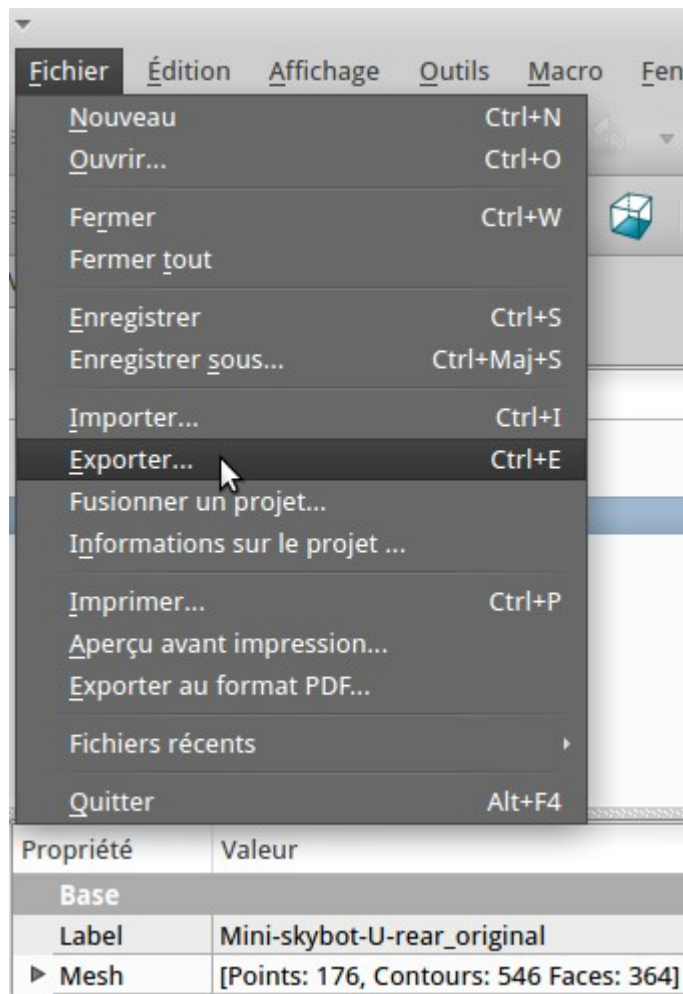 Fichier Édition Affichage Outils Macro Fen
Nouveau Ctrl+N
Ouvrir... Ctrl+O
Fermer Ctrl+W
Fermer tout
Enregistrer Ctrl+S
Enregistrer sous... Ctrl+Maj+S
Importer... Ctrl+I
Exporter... Ctrl+E
Fusionner un projet...
Informations sur le projet ...
Imprimer... Ctrl+P
Aperçu avant impression...
Exporter au format PDF...
Fichiers récents
Quitter Alt+F4
Propriété Valeur
Base
Label Mini-skybot-U-rear_original
Mesh [Points: 176, Contours: 546 Faces: 364]